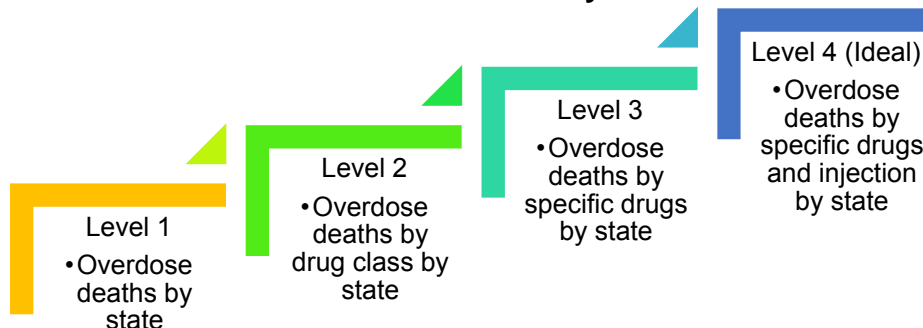 Level 1
•Overdose
deaths by
state
Level 2
•Overdose
deaths by
drug class by
state
Level 3
•Overdose
deaths by
specific drugs
by state
Level 4 (Ideal)
•Overdose
deaths by
specific drugs
and injection
by state